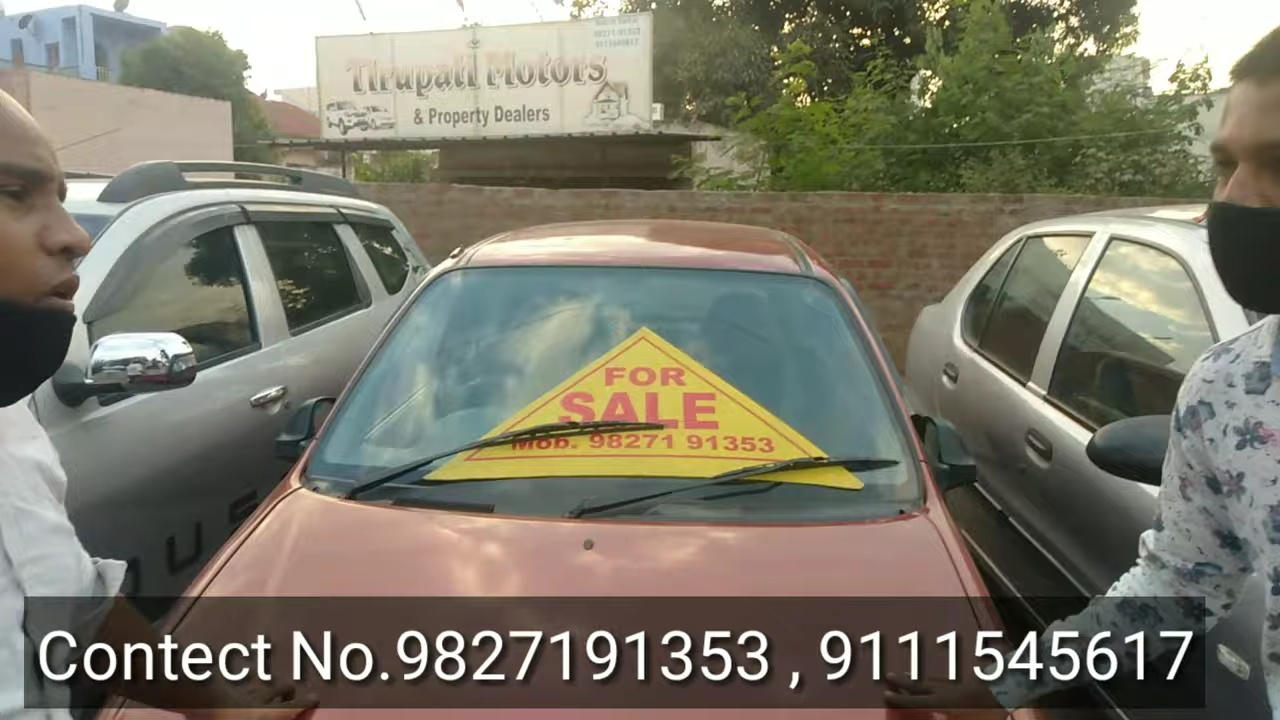 Tirupati Motors
& Property Dealers
FOR
SALE
Mob. 98271 91353
Contect No.9827191353 , 9111545617